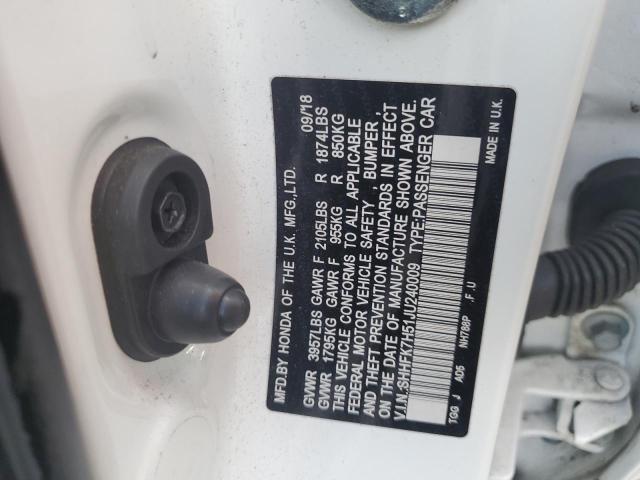 MFD.BY HONDA OF THE U.K. MFG.,LTD. 09/'18
GVWR 3957LBS GAWR F 2105LBS R 1874LBS
GVWR 1795KG GAWR F 955KG R 850KG
THIS VEHICLE CONFORMS TO ALL APPLICABLE
FEDERAL MOTOR VEHICLE SAFETY , BUMPER ,
AND THEFT PREVENTION STANDARDS IN EFFECT
ON THE DATE OF MANUFACTURE SHOWN ABOVE.
V.I.N.:SHHFK7H51JU240009 TYPE:PASSENGER CAR
TGG J A05 NH788P .F.U MADE IN U.K.